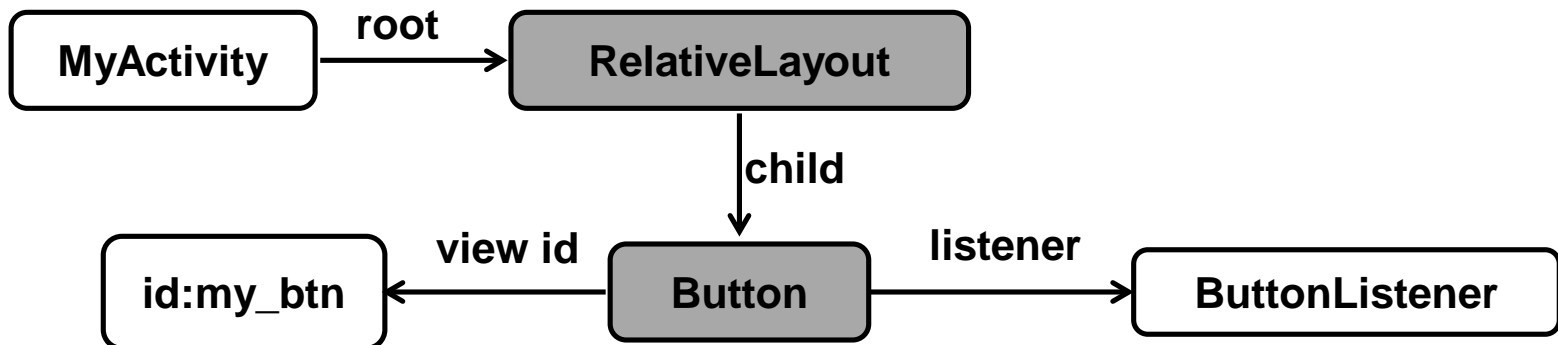 root
MyActivity
RelativeLayout
child
view id
listener
id:my_btn
Button
ButtonListener